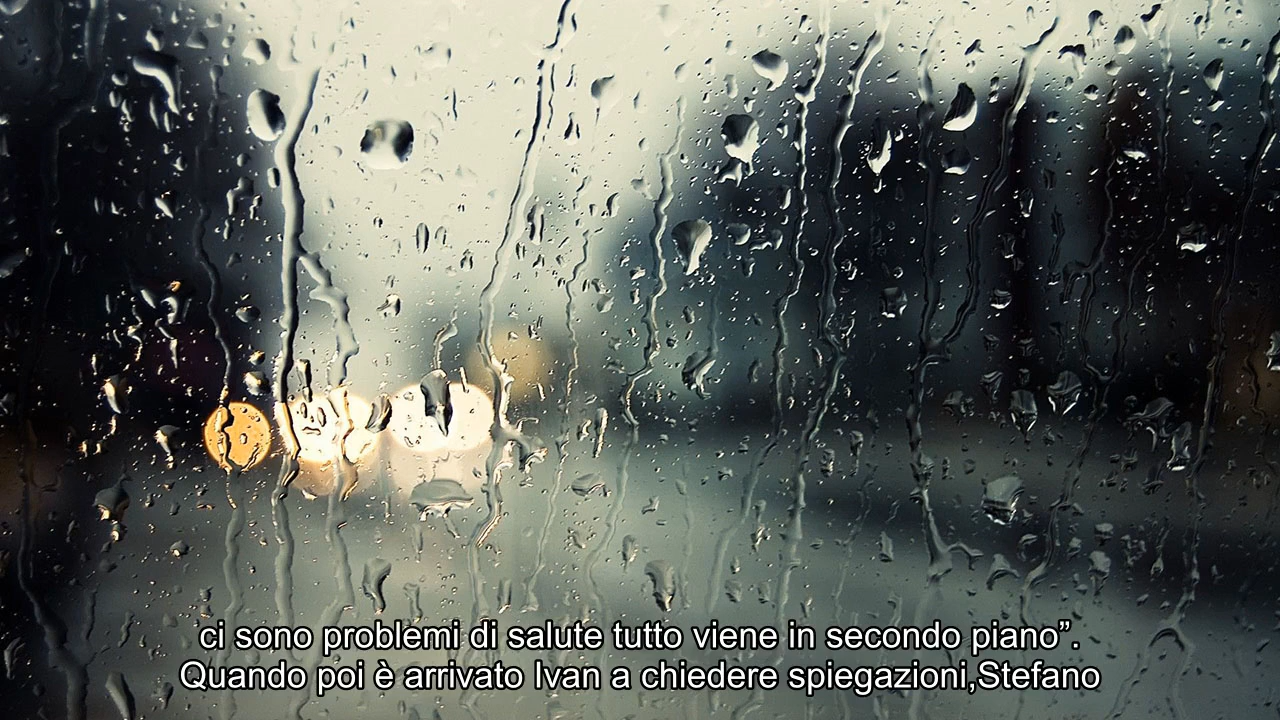 ci sono problemi di salute tutto viene in secondo piano”.
Quando poi è arrivato Ivan a chiedere spiegazioni,Stefano